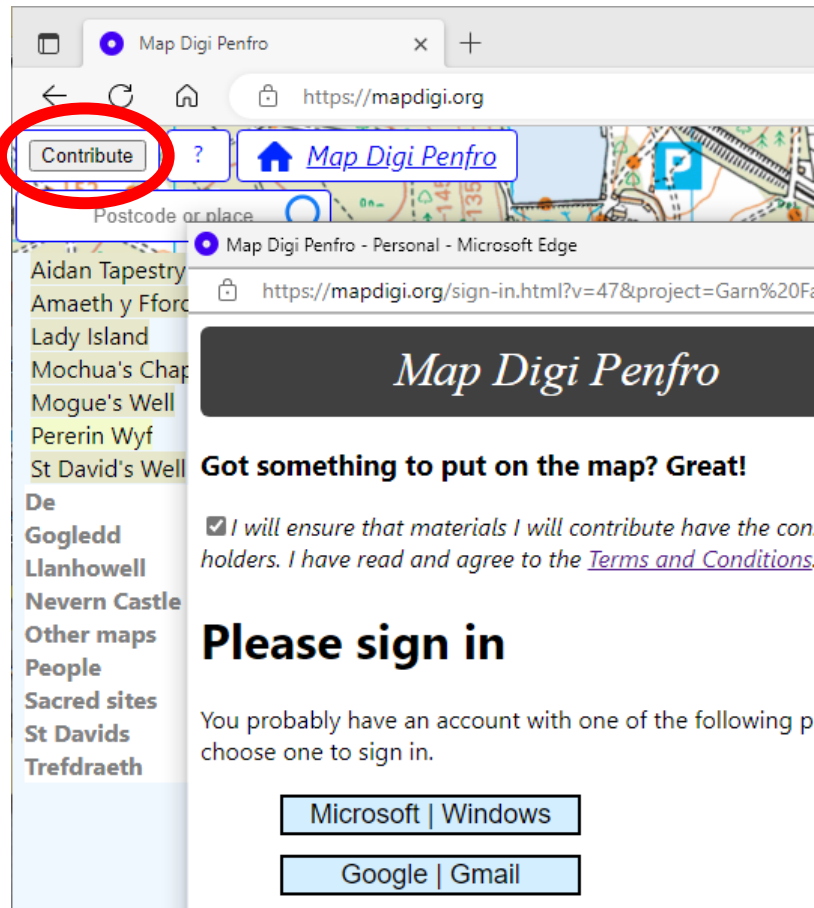 Map Digi Penfro
https://mapdigi.org
Contribute
?
Map Digi Penfro
Postcode or place
P
145
135
Map Digi Penfro - Personal - Microsoft Edge
https://mapdigi.org/sign-in.html?v=47&project=Garn%20Fa
Aidan Tapestry
Amaeth y Fford
Lady Island
Mochua's Chap
Mogue's Well
Pererin Wyf
St David's Well
De
Gogledd
Llanhowell
Nevern Castle
Other maps
People
Sacred sites
St Davids
Trefdraeth
Map Digi Penfro
Got something to put on the map? Great!
I will ensure that materials I will contribute have the con
holders. I have read and agree to the Terms and Conditions.
Please sign in
You probably have an account with one of the following p
choose one to sign in.
Microsoft | Windows
Google | Gmail